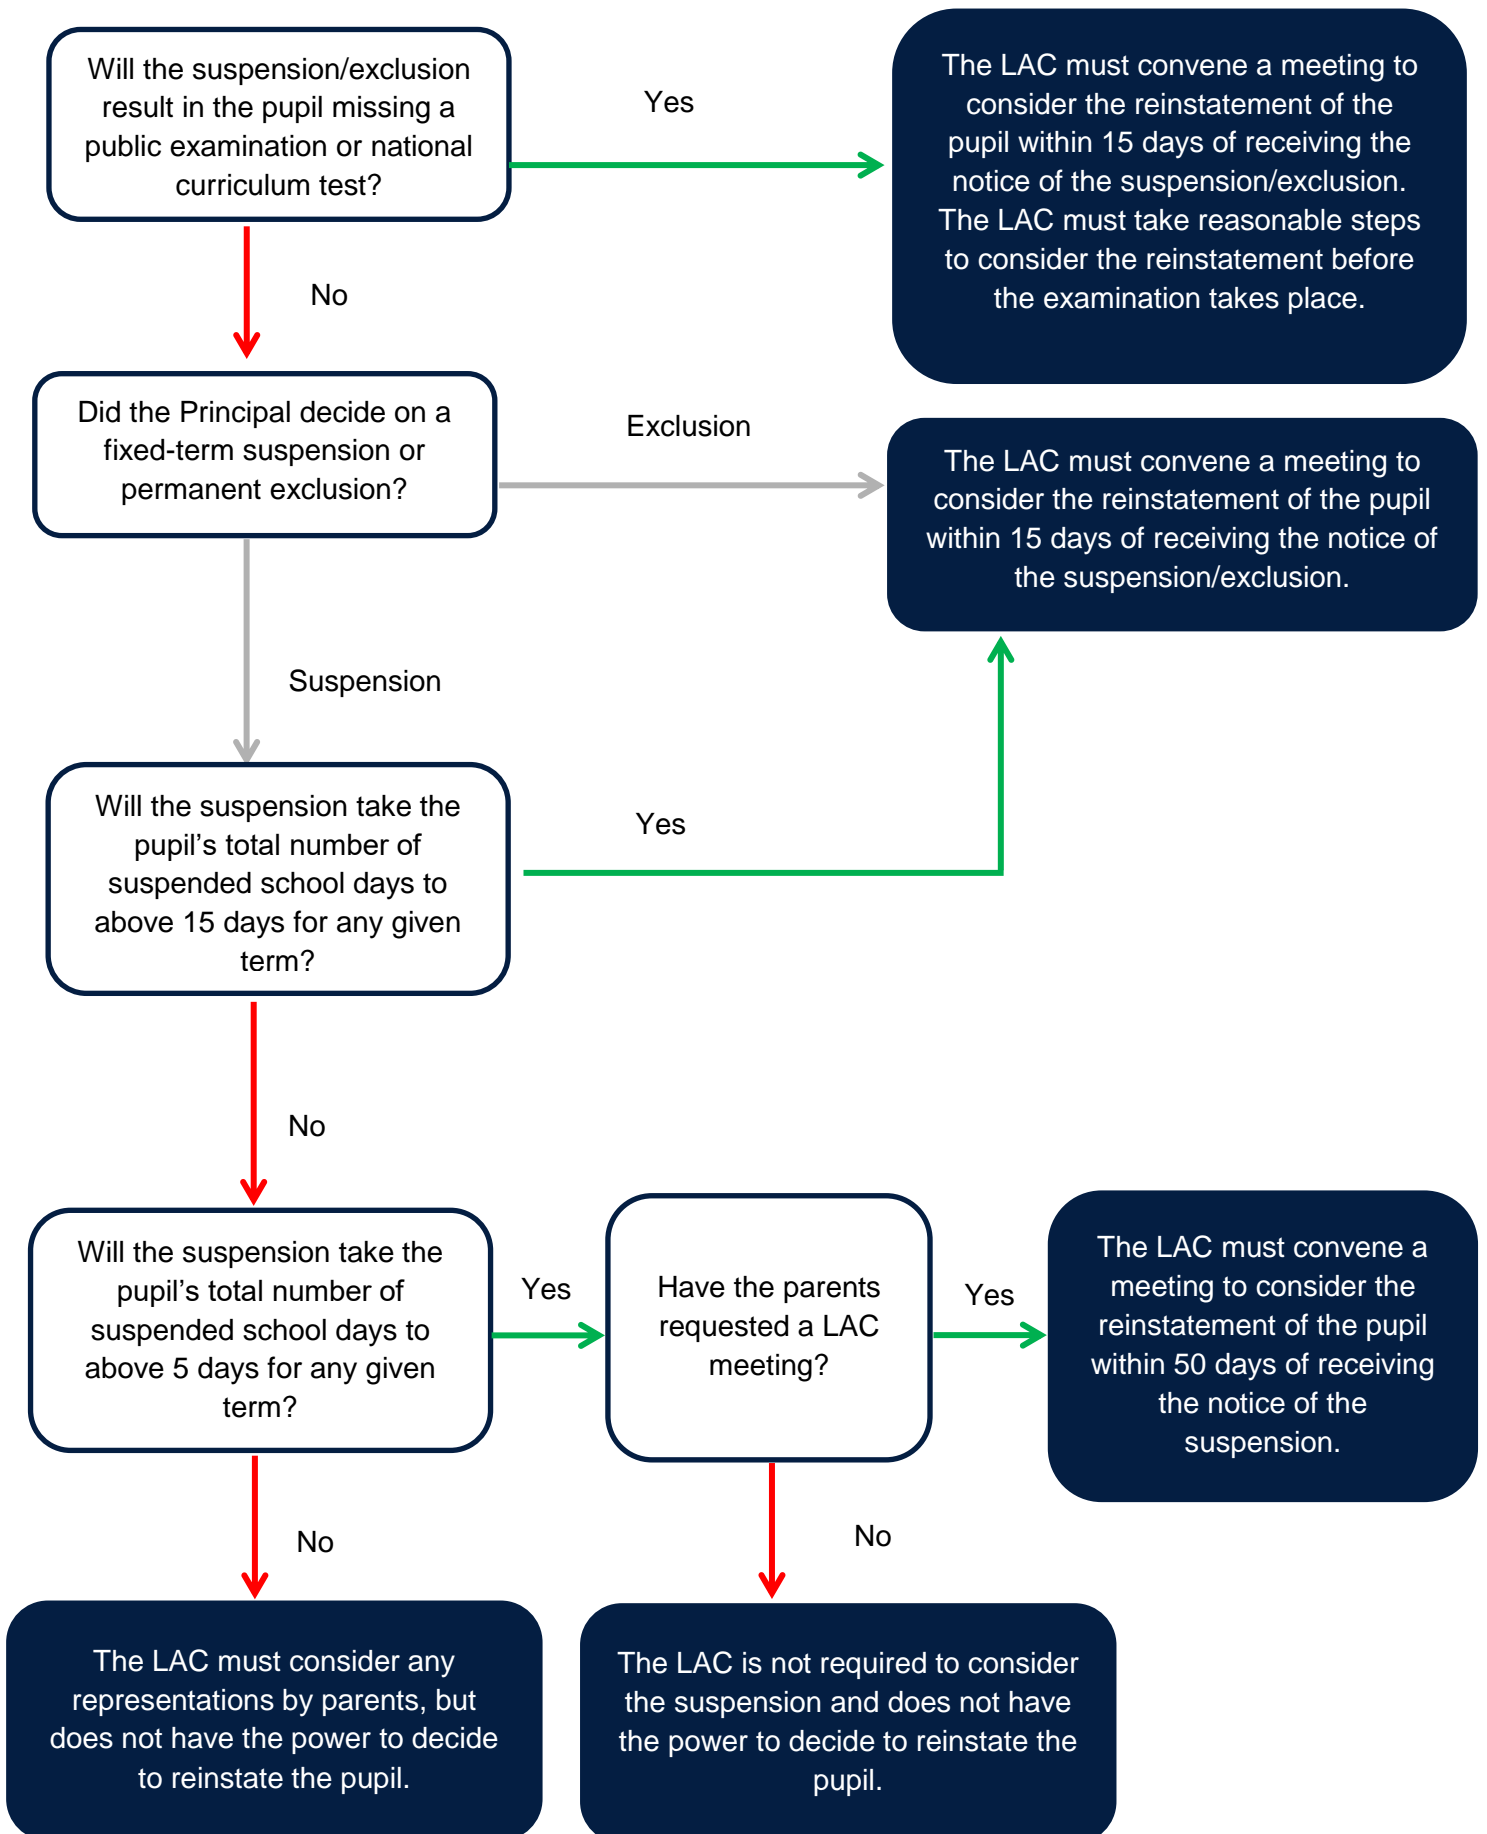 Will the suspension/exclusion
result in the pupil missing a
public examination or national
curriculum test?
Yes
The LAC must convene a meeting to
consider the reinstatement of the
pupil within 15 days of receiving the
notice of the suspension/exclusion.
The LAC must take reasonable steps
to consider the reinstatement before
the examination takes place.
No
Did the Principal decide on a
fixed-term suspension or
permanent exclusion?
Exclusion
The LAC must convene a meeting to
consider the reinstatement of the pupil
within 15 days of receiving the notice of
the suspension/exclusion.
Suspension
Will the suspension take the
pupil’s total number of
suspended school days to
above 15 days for any given
term?
Yes
No
Will the suspension take the
pupil’s total number of
suspended school days to
above 5 days for any given
term?
Yes
Have the parents
requested a LAC
meeting?
Yes
The LAC must convene a
meeting to consider the
reinstatement of the pupil
within 50 days of receiving
the notice of the
suspension.
No
No
The LAC must consider any
representations by parents, but
does not have the power to decide
to reinstate the pupil.
The LAC is not required to consider
the suspension and does not have
the power to decide to reinstate the
pupil.